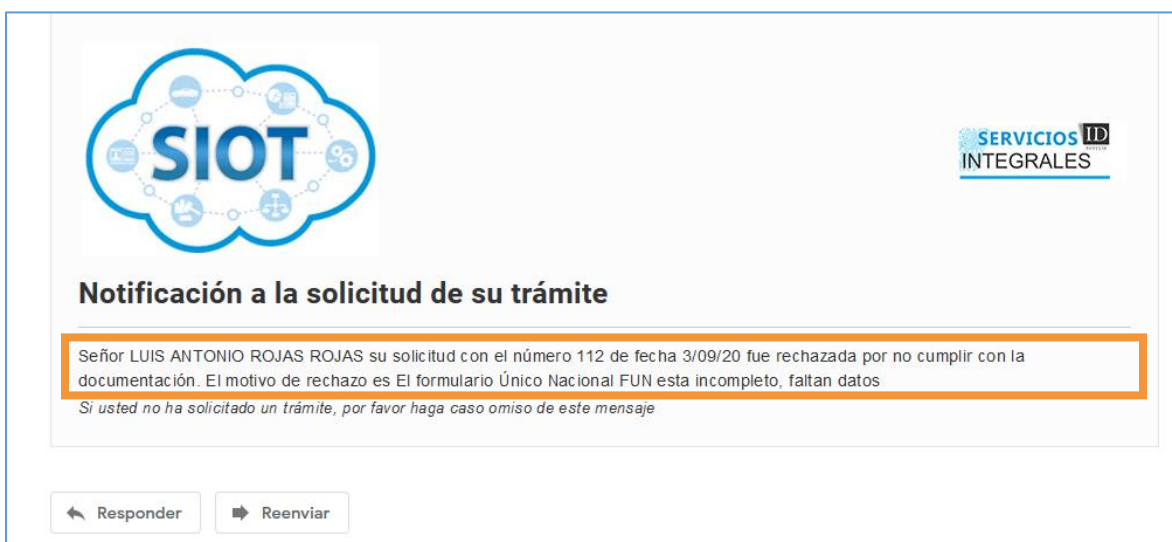 SIOT
SERVICIOS ID
INTEGRALES
Notificación a la solicitud de su trámite
Señor LUIS ANTONIO ROJAS ROJAS su solicitud con el número 112 de fecha 3/09/20 fue rechazada por no cumplir con la
documentación. El motivo de rechazo es El formulario Único Nacional FUN esta incompleto, faltan datos
Si usted no ha solicitado un trámite, por favor haga caso omiso de este mensaje
Responder
Reenviar